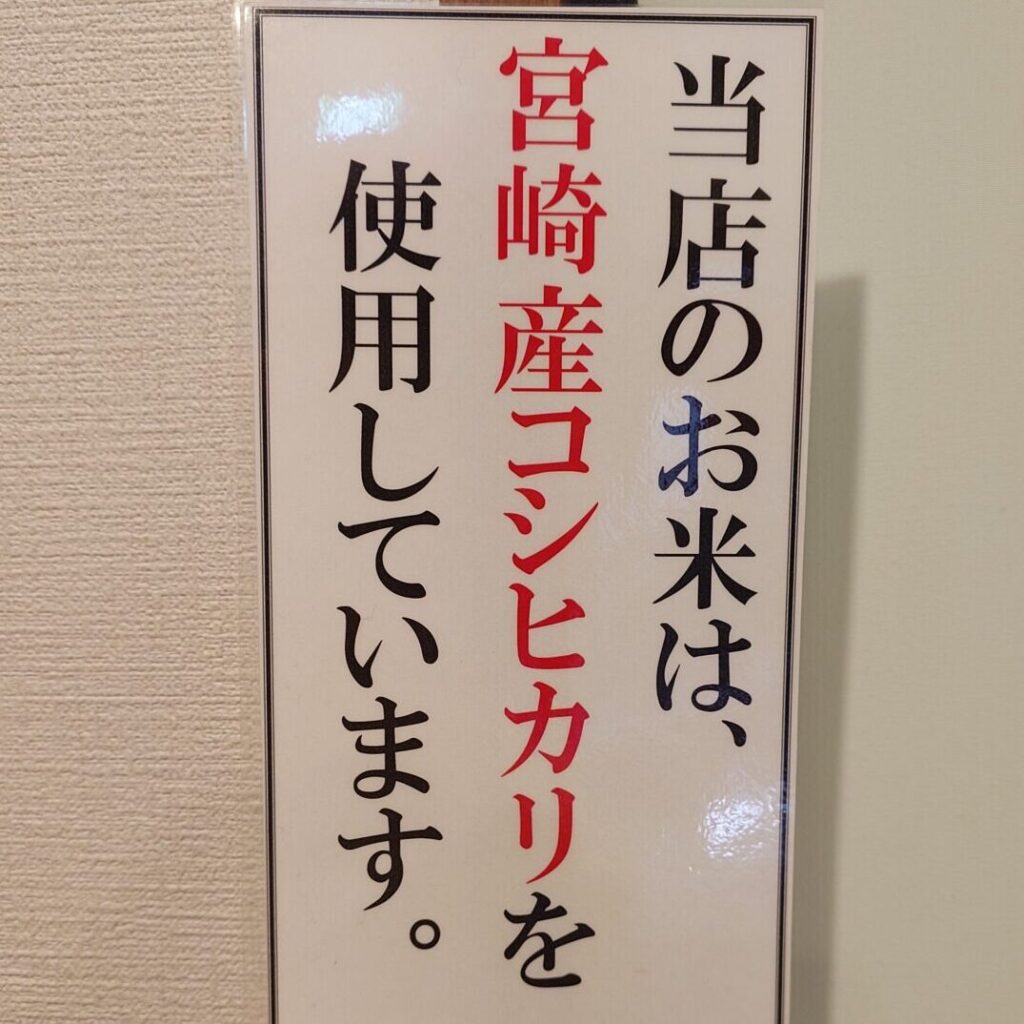 当店のお米は、
宮崎産コシヒカリを
使用しています。